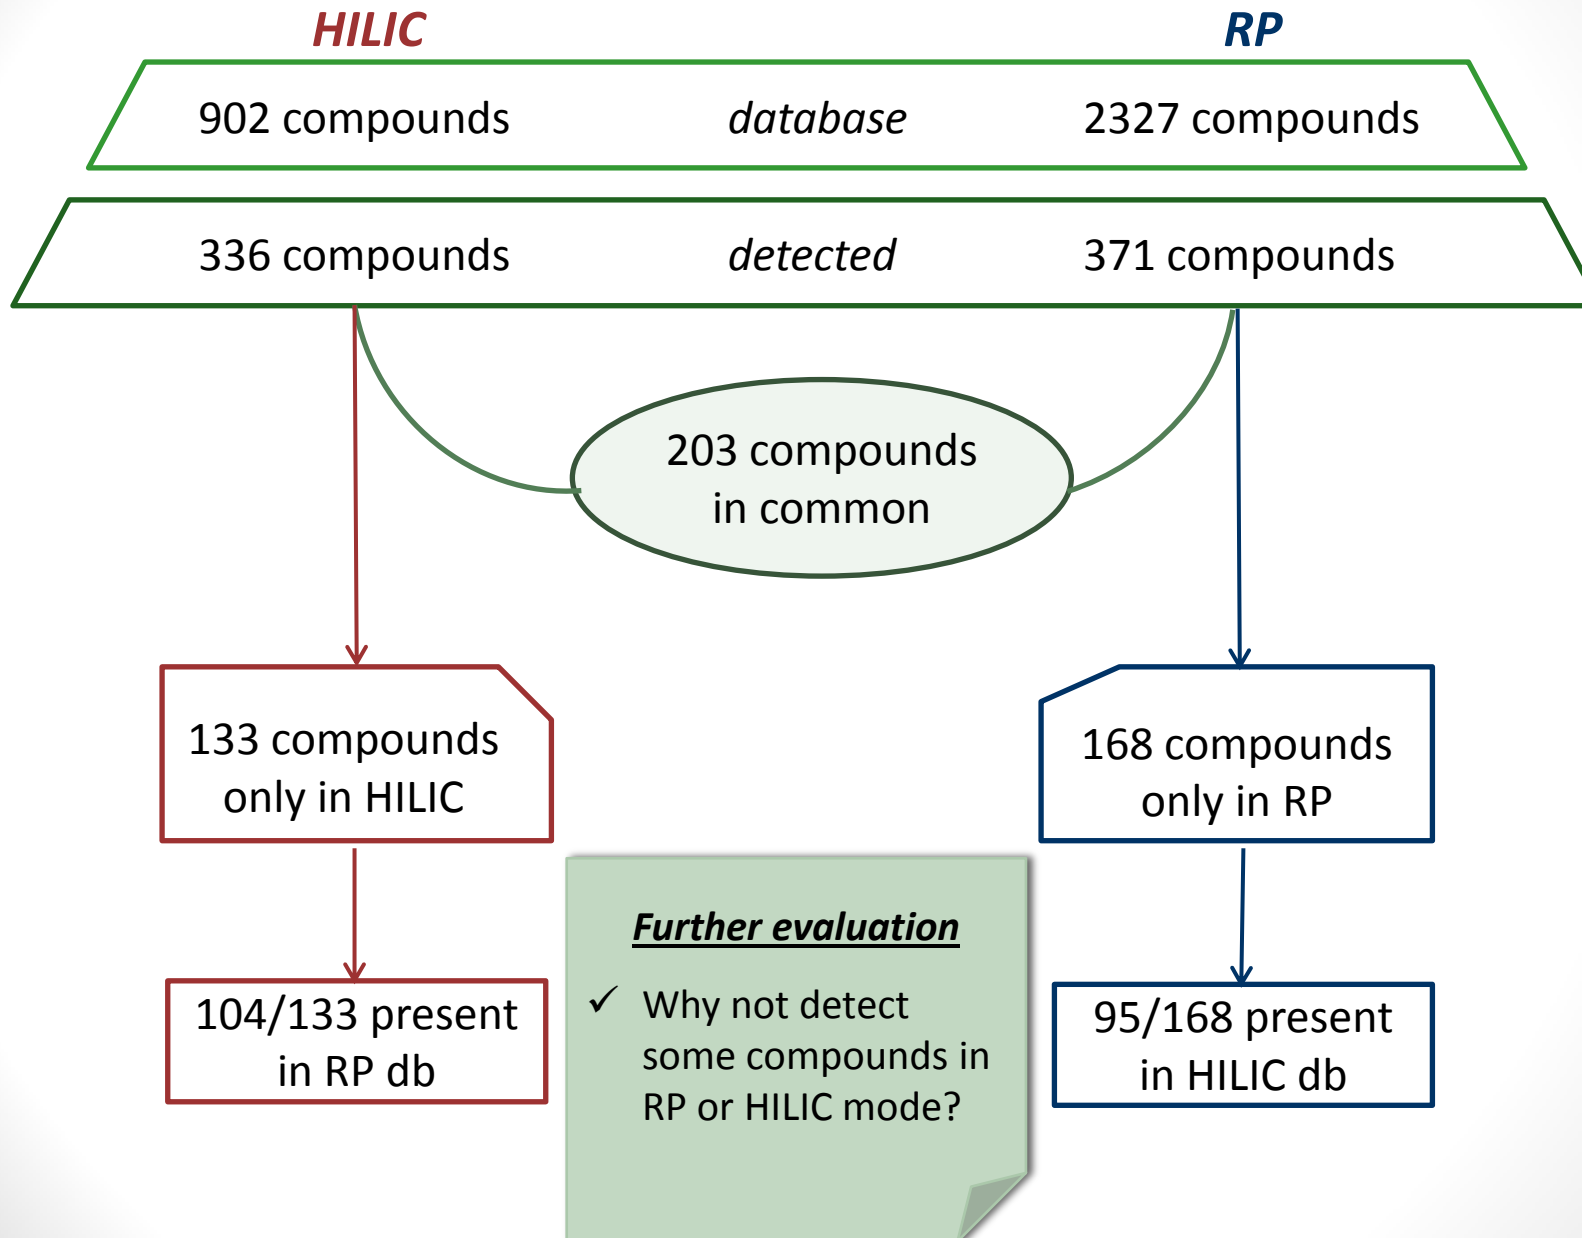 HILIC RP
902 compounds database 2327 compounds
336 compounds detected 371 compounds
203 compounds
in common
133 compounds
only in HILIC
168 compounds
only in RP
104/133 present
in RP db
Further evaluation
✓ Why not detect
some compounds in
RP or HILIC mode?
95/168 present
in HILIC db